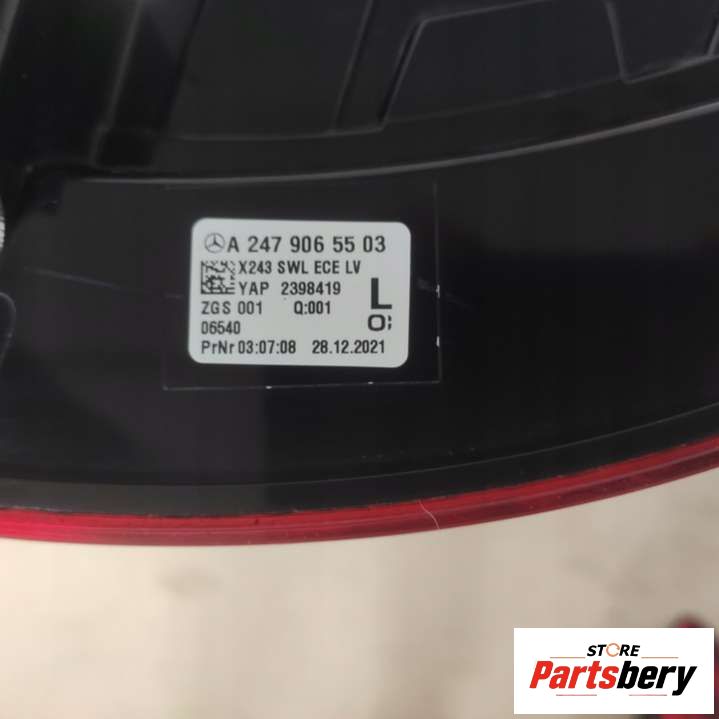 A 247 906 55 03
X243 SWL ECE LV
YAP 2398419
L
ZGS 001 Q:001
06540
PrNr 03:07:08 28.12.2021
STORE
Partsbery